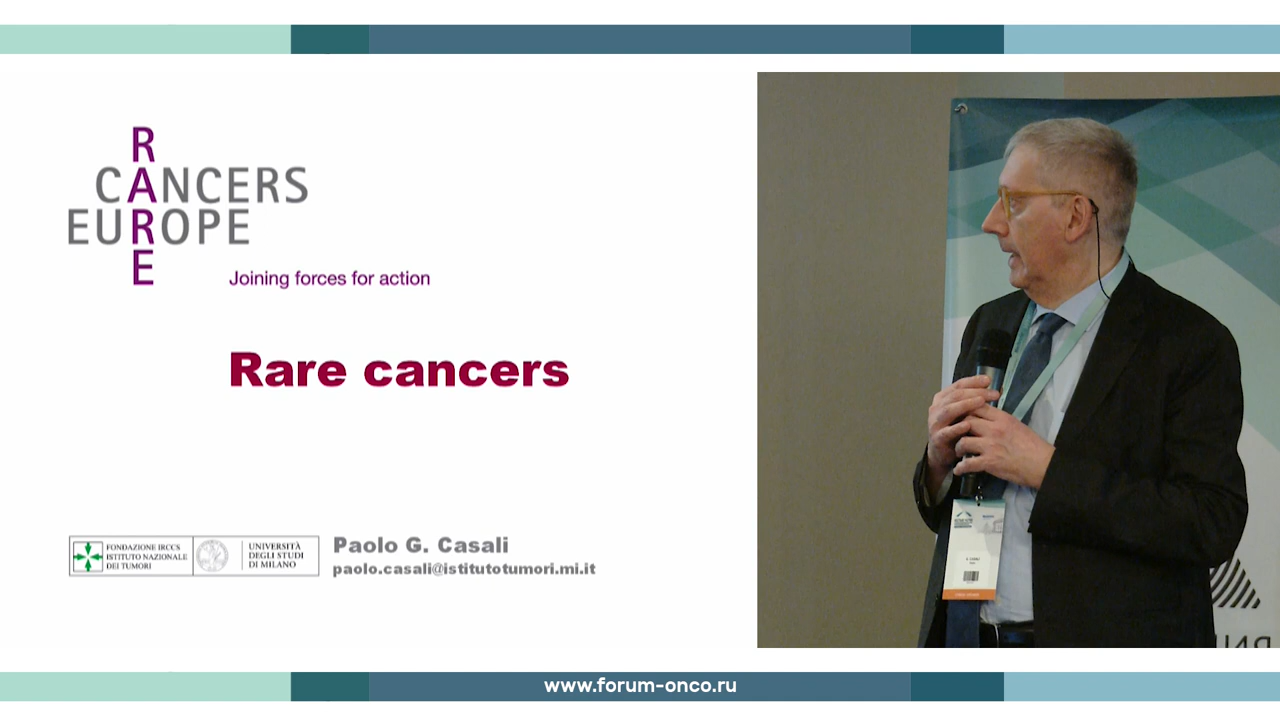 RARE
CANCERS
EUROPE
Joining forces for action
Rare cancers
FONDAZIONE IRCCS
ISTITUTO NAZIONALE
DEI TUMORI
UNIVERSITÀ
DEGLI STUDI
DI MILANO
Paolo G. Casali
paolo.casali@istitutotumori.mi.it
www.forum-onco.ru